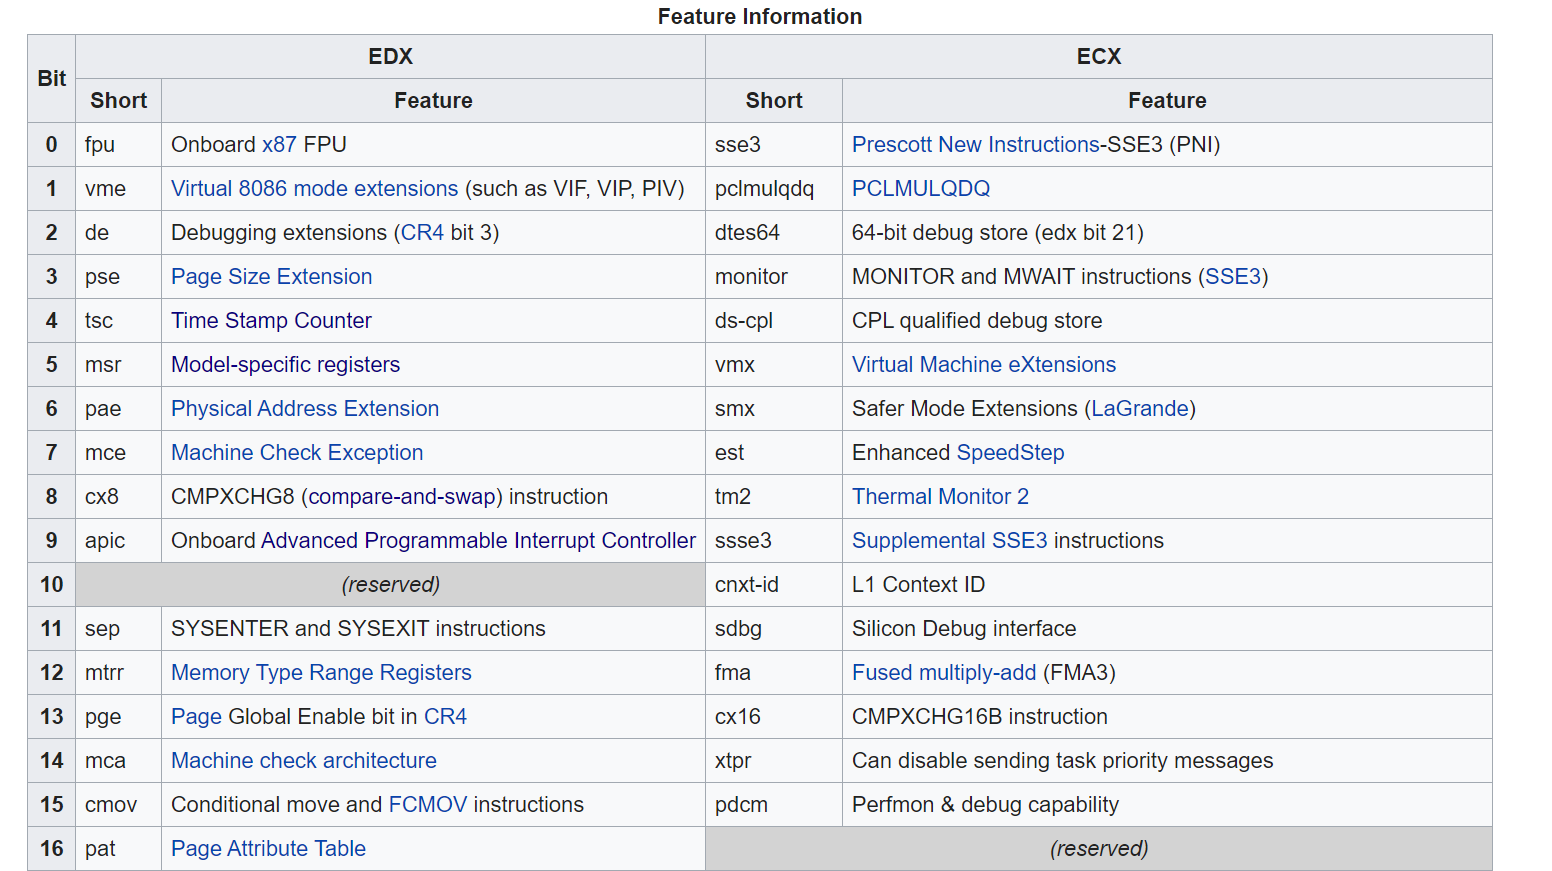 Feature Information
Bit EDX ECX
Short Feature Short Feature
0 fpu Onboard x87 FPU sse3 Prescott New Instructions-SSE3 (PNI)
1 vme Virtual 8086 mode extensions (such as VIF, VIP, PIV) pclmulqdq PCLMULQDQ
2 de Debugging extensions (CR4 bit 3) dtes64 64-bit debug store (edx bit 21)
3 pse Page Size Extension monitor MONITOR and MWAIT instructions (SSE3)
4 tsc Time Stamp Counter ds-cpl CPL qualified debug store
5 msr Model-specific registers vmx Virtual Machine eXtensions
6 pae Physical Address Extension smx Safer Mode Extensions (LaGrande)
7 mce Machine Check Exception est Enhanced SpeedStep
8 cx8 CMPXCHG8 (compare-and-swap) instruction tm2 Thermal Monitor 2
9 apic Onboard Advanced Programmable Interrupt Controller ssse3 Supplemental SSE3 instructions
10 (reserved) cnxt-id L1 Context ID
11 sep SYSENTER and SYSEXIT instructions sdbg Silicon Debug interface
12 mtrr Memory Type Range Registers fma Fused multiply-add (FMA3)
13 pge Page Global Enable bit in CR4 cx16 CMPXCHG16B instruction
14 mca Machine check architecture xtpr Can disable sending task priority messages
15 cmov Conditional move and FCMOV instructions pdcm Perfmon & debug capability
16 pat Page Attribute Table (reserved)